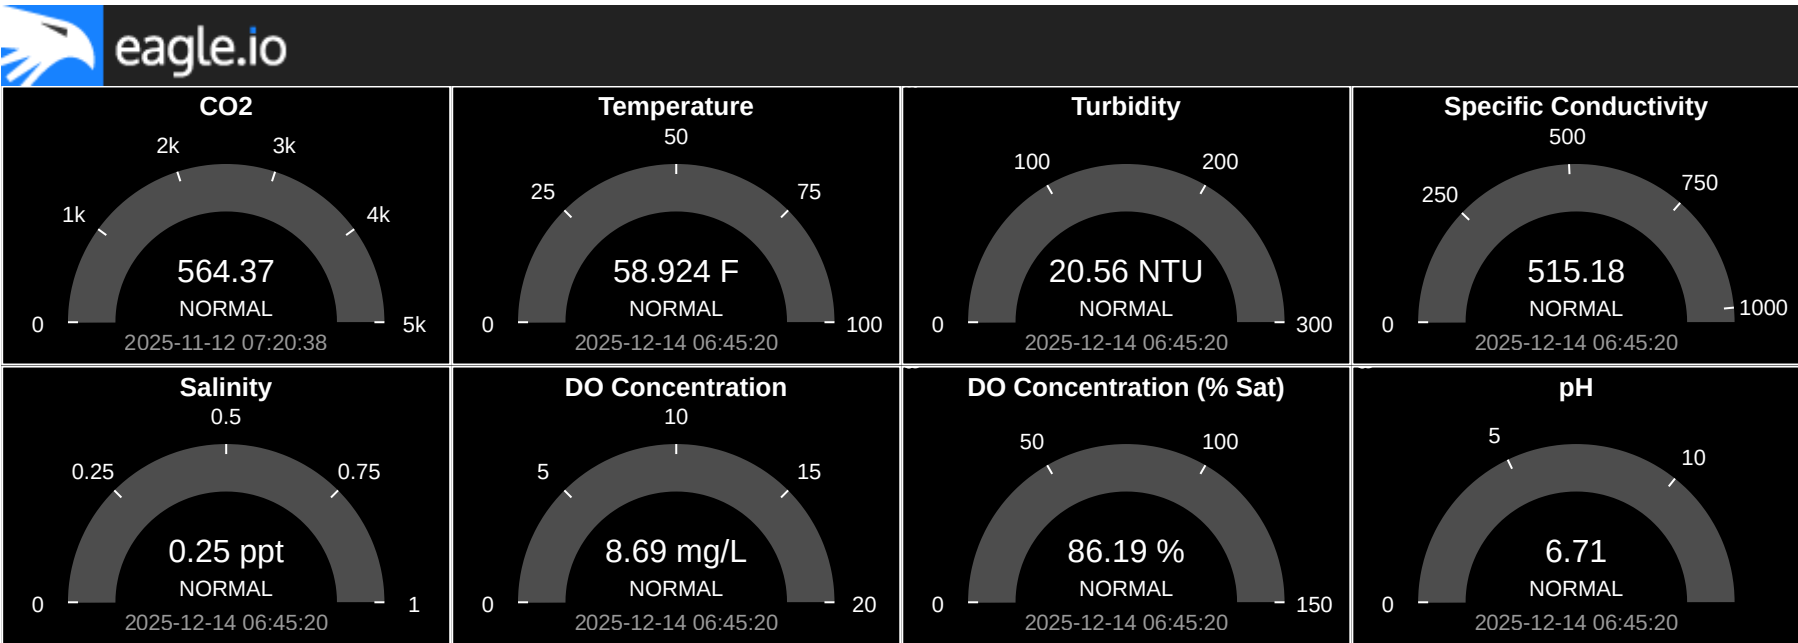 eagle.io
CO2
2k
3k
1k
4k
564.37
NORMAL
0
5k
2025-11-12 07:20:38
Temperature
50
25
75
58.924 F
NORMAL
0
100
2025-12-14 06:45:20
Turbidity
100
200
20.56 NTU
NORMAL
0
300
2025-12-14 06:45:20
Specific Conductivity
500
250
750
515.18
NORMAL
1000
0
2025-12-14 06:45:20
Salinity
0.5
0.25
0.75
0.25 ppt
NORMAL
0
1
2025-12-14 06:45:20
DO Concentration
10
5
15
8.69 mg/L
NORMAL
0
20
2025-12-14 06:45:20
DO Concentration (% Sat)
50
100
86.19 %
NORMAL
0
150
2025-12-14 06:45:20
pH
5
10
6.71
NORMAL
0
2025-12-14 06:45:20